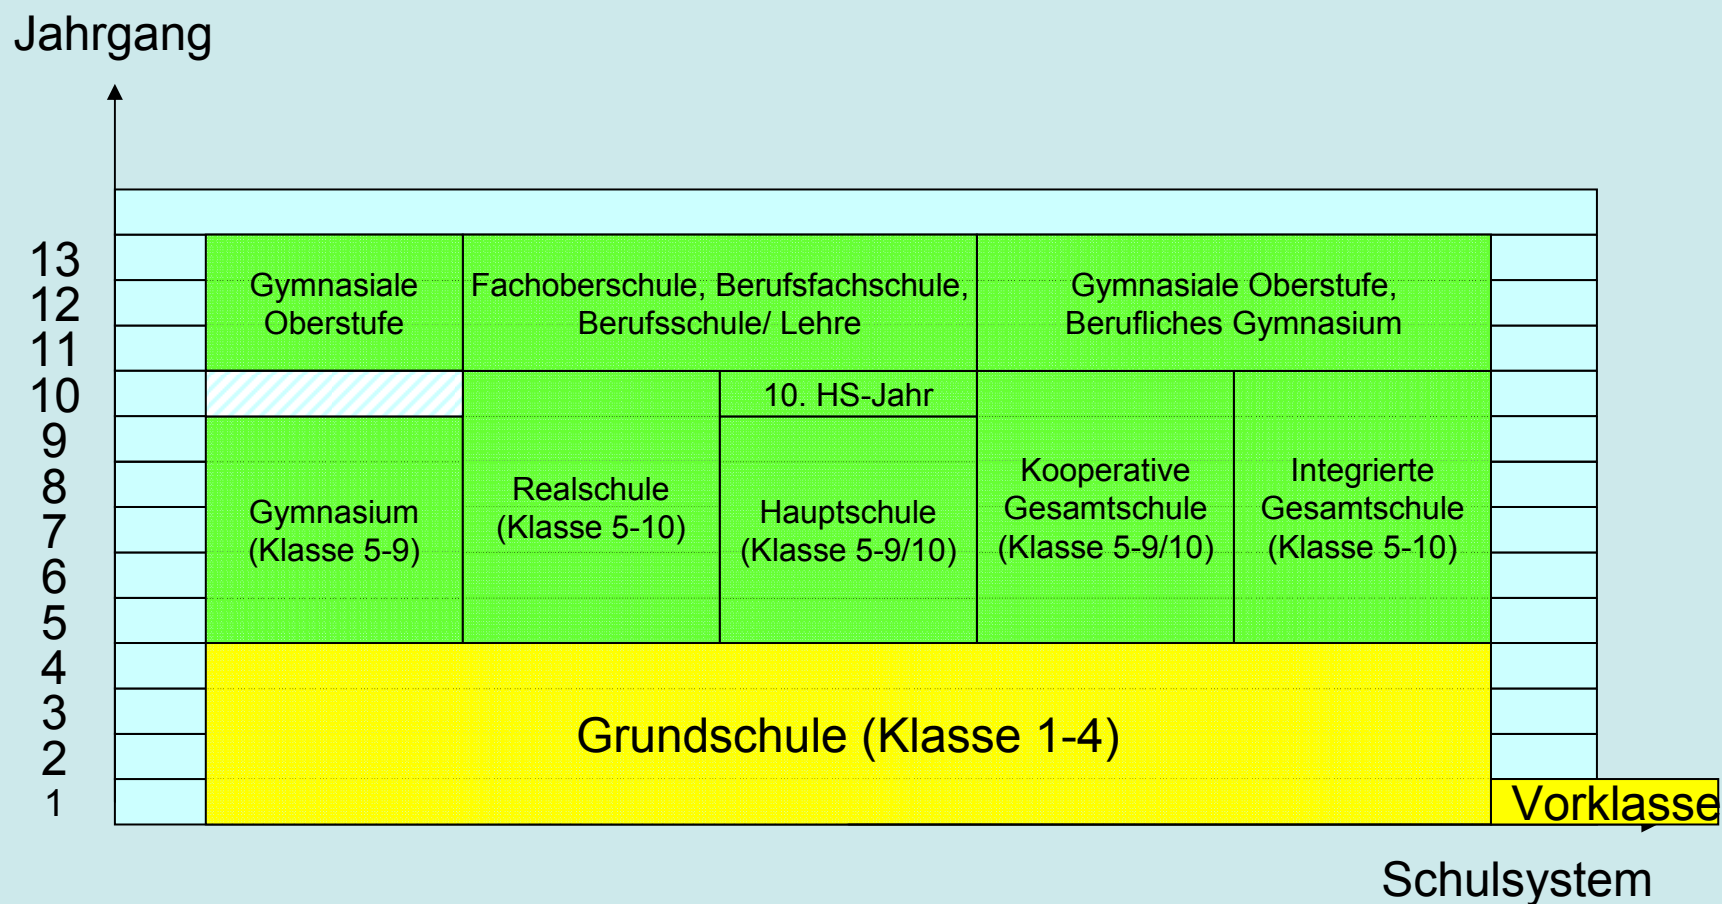 Jahrgang
13
12
11
10
9
8
7
6
5
4
3
2
1
Gymnasiale
Oberstufe
Fachoberschule, Berufsfachschule,
Berufsschule/ Lehre
Gymnasiale Oberstufe,
Berufliches Gymnasium
10. HS-Jahr
Gymnasium
(Klasse 5-9)
Realschule
(Klasse 5-10)
Hauptschule
(Klasse 5-9/10)
Kooperative
Gesamtschule
(Klasse 5-9/10)
Integrierte
Gesamtschule
(Klasse 5-10)
Grundschule (Klasse 1-4)
Vorklasse
Schulsystem